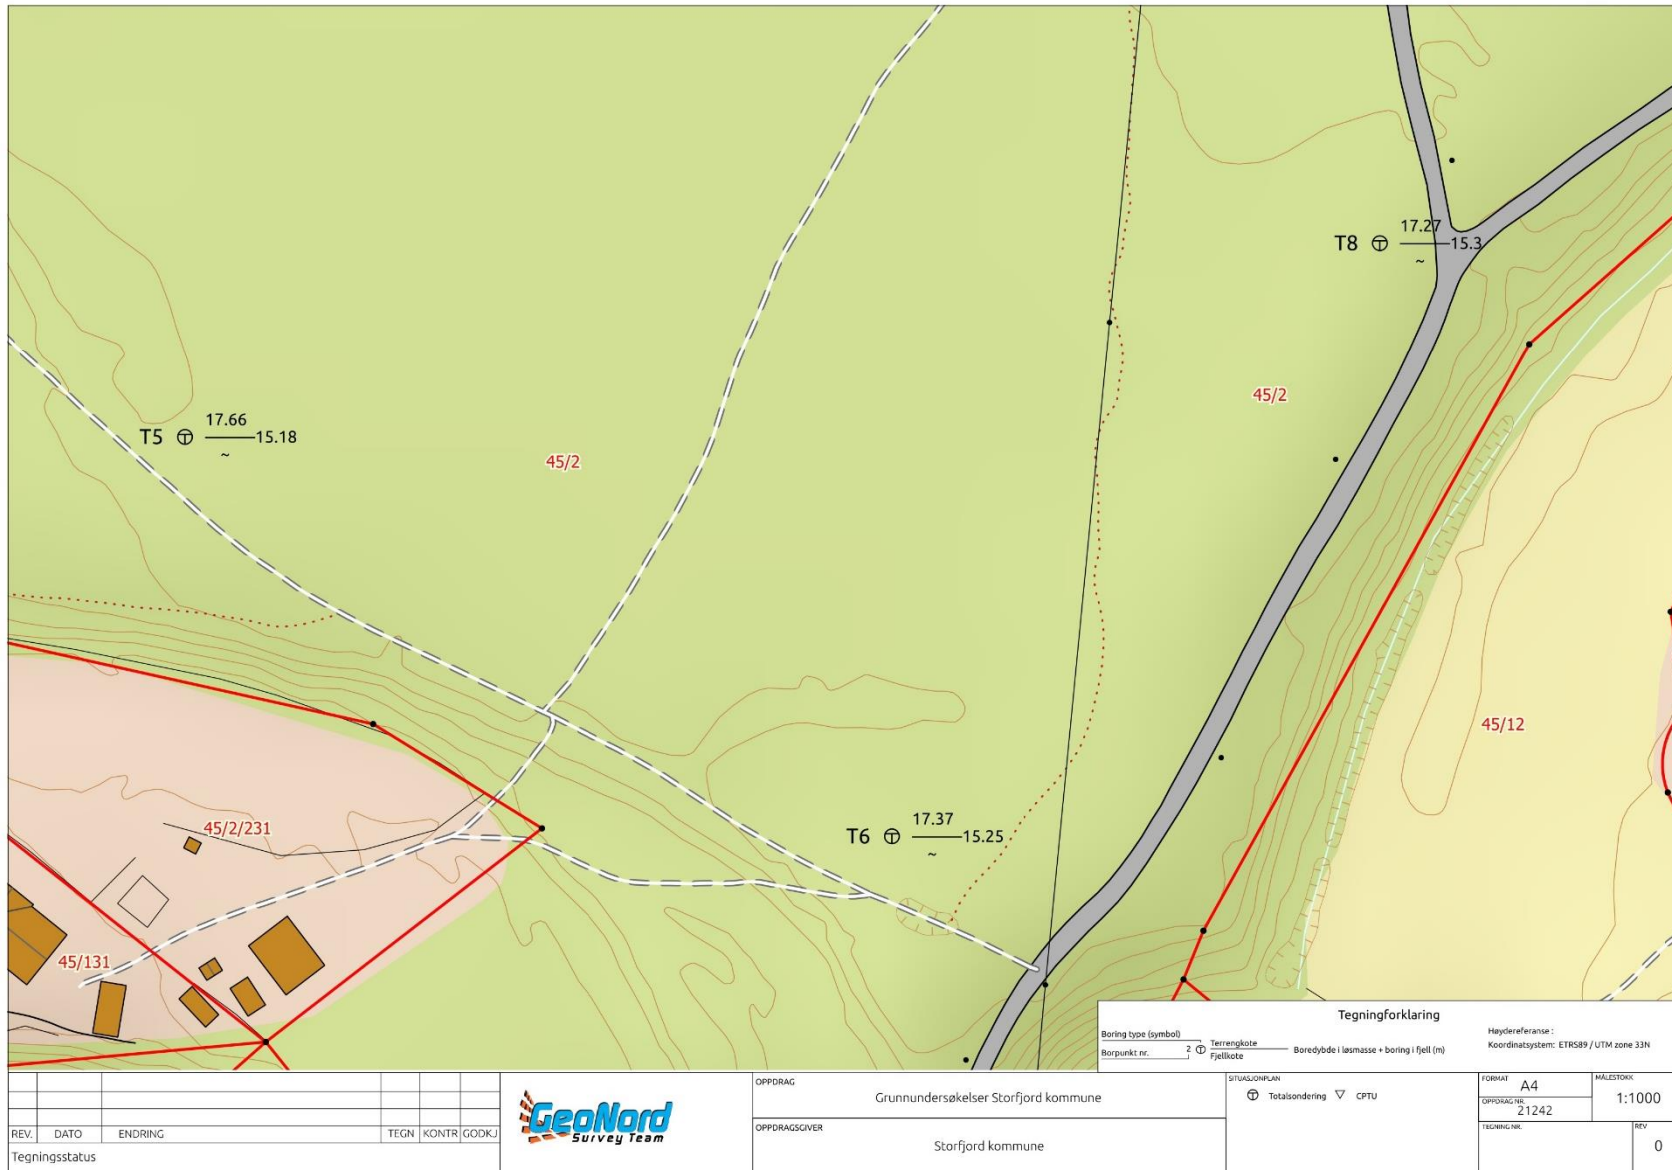 17.27
T8 15.3
~
45/2
17.66
T5 15.18
~
45/2
45/12
17.37
T6 15.25
~
45/2/231
45/131
Tegningforklaring
Boring type (symbol)
Borpunkt nr. 2 Terrengkote
Fjellkote
Boredybde i løsmasse + boring i fjell (m)
Høydereferanse :
Koordinatsystem: ETRS89 / UTM zone 33N
REV. DATO ENDRING TEGN KONTR GODKJ
Tegningsstatus
GeoNord
Survey Team
OPPDRAG
Grunnundersøkelser Storfjord kommune
OPPDRAGSGIVER
Storfjord kommune
SITUASJONPLAN
Totalsondering CPTU
FORMAT
A4
MÅLESTOKK
1:1000
OPPDRAG NR.
21242
TEGNING NR.
REV
0